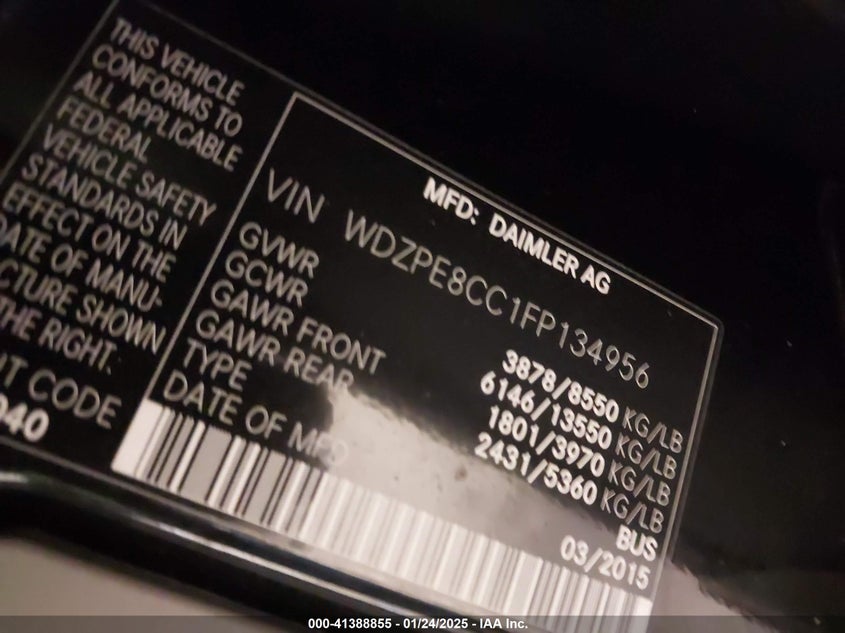 THIS VEHICLE
CONFORMS TO
ALL APPLICABLE
FEDERAL
VEHICLE SAFETY
STANDARDS IN
EFFECT ON THE
DATE OF MANU-
CTURE SHOWN
THE RIGHT.
NT CODE
040
MFD: DAIMLER AG
VIN WDZPE8CC1FP134956
GVWR 3878/8550 KG/LB
GCWR 6146/13550 KG/LB
GAWR FRONT 1801/3970 KG/LB
GAWR REAR 2431/5360 KG/LB
TYPE BUS
DATE OF MFD 03/2015
000-41388855 — 01/24/2025 — IAA Inc.